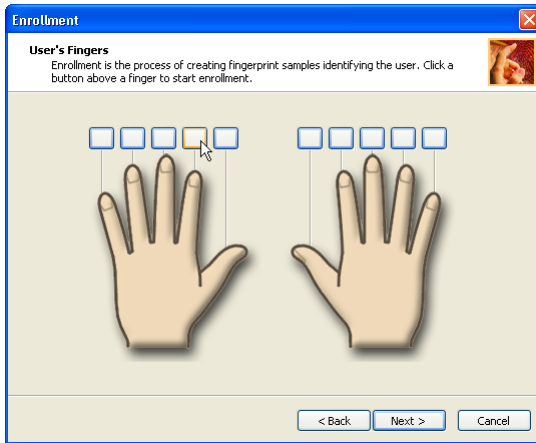 Enrollment
User's Fingers
Enrollment is the process of creating fingerprint samples identifying the user. Click a
button above a finger to start enrollment.
< Back Next > Cancel